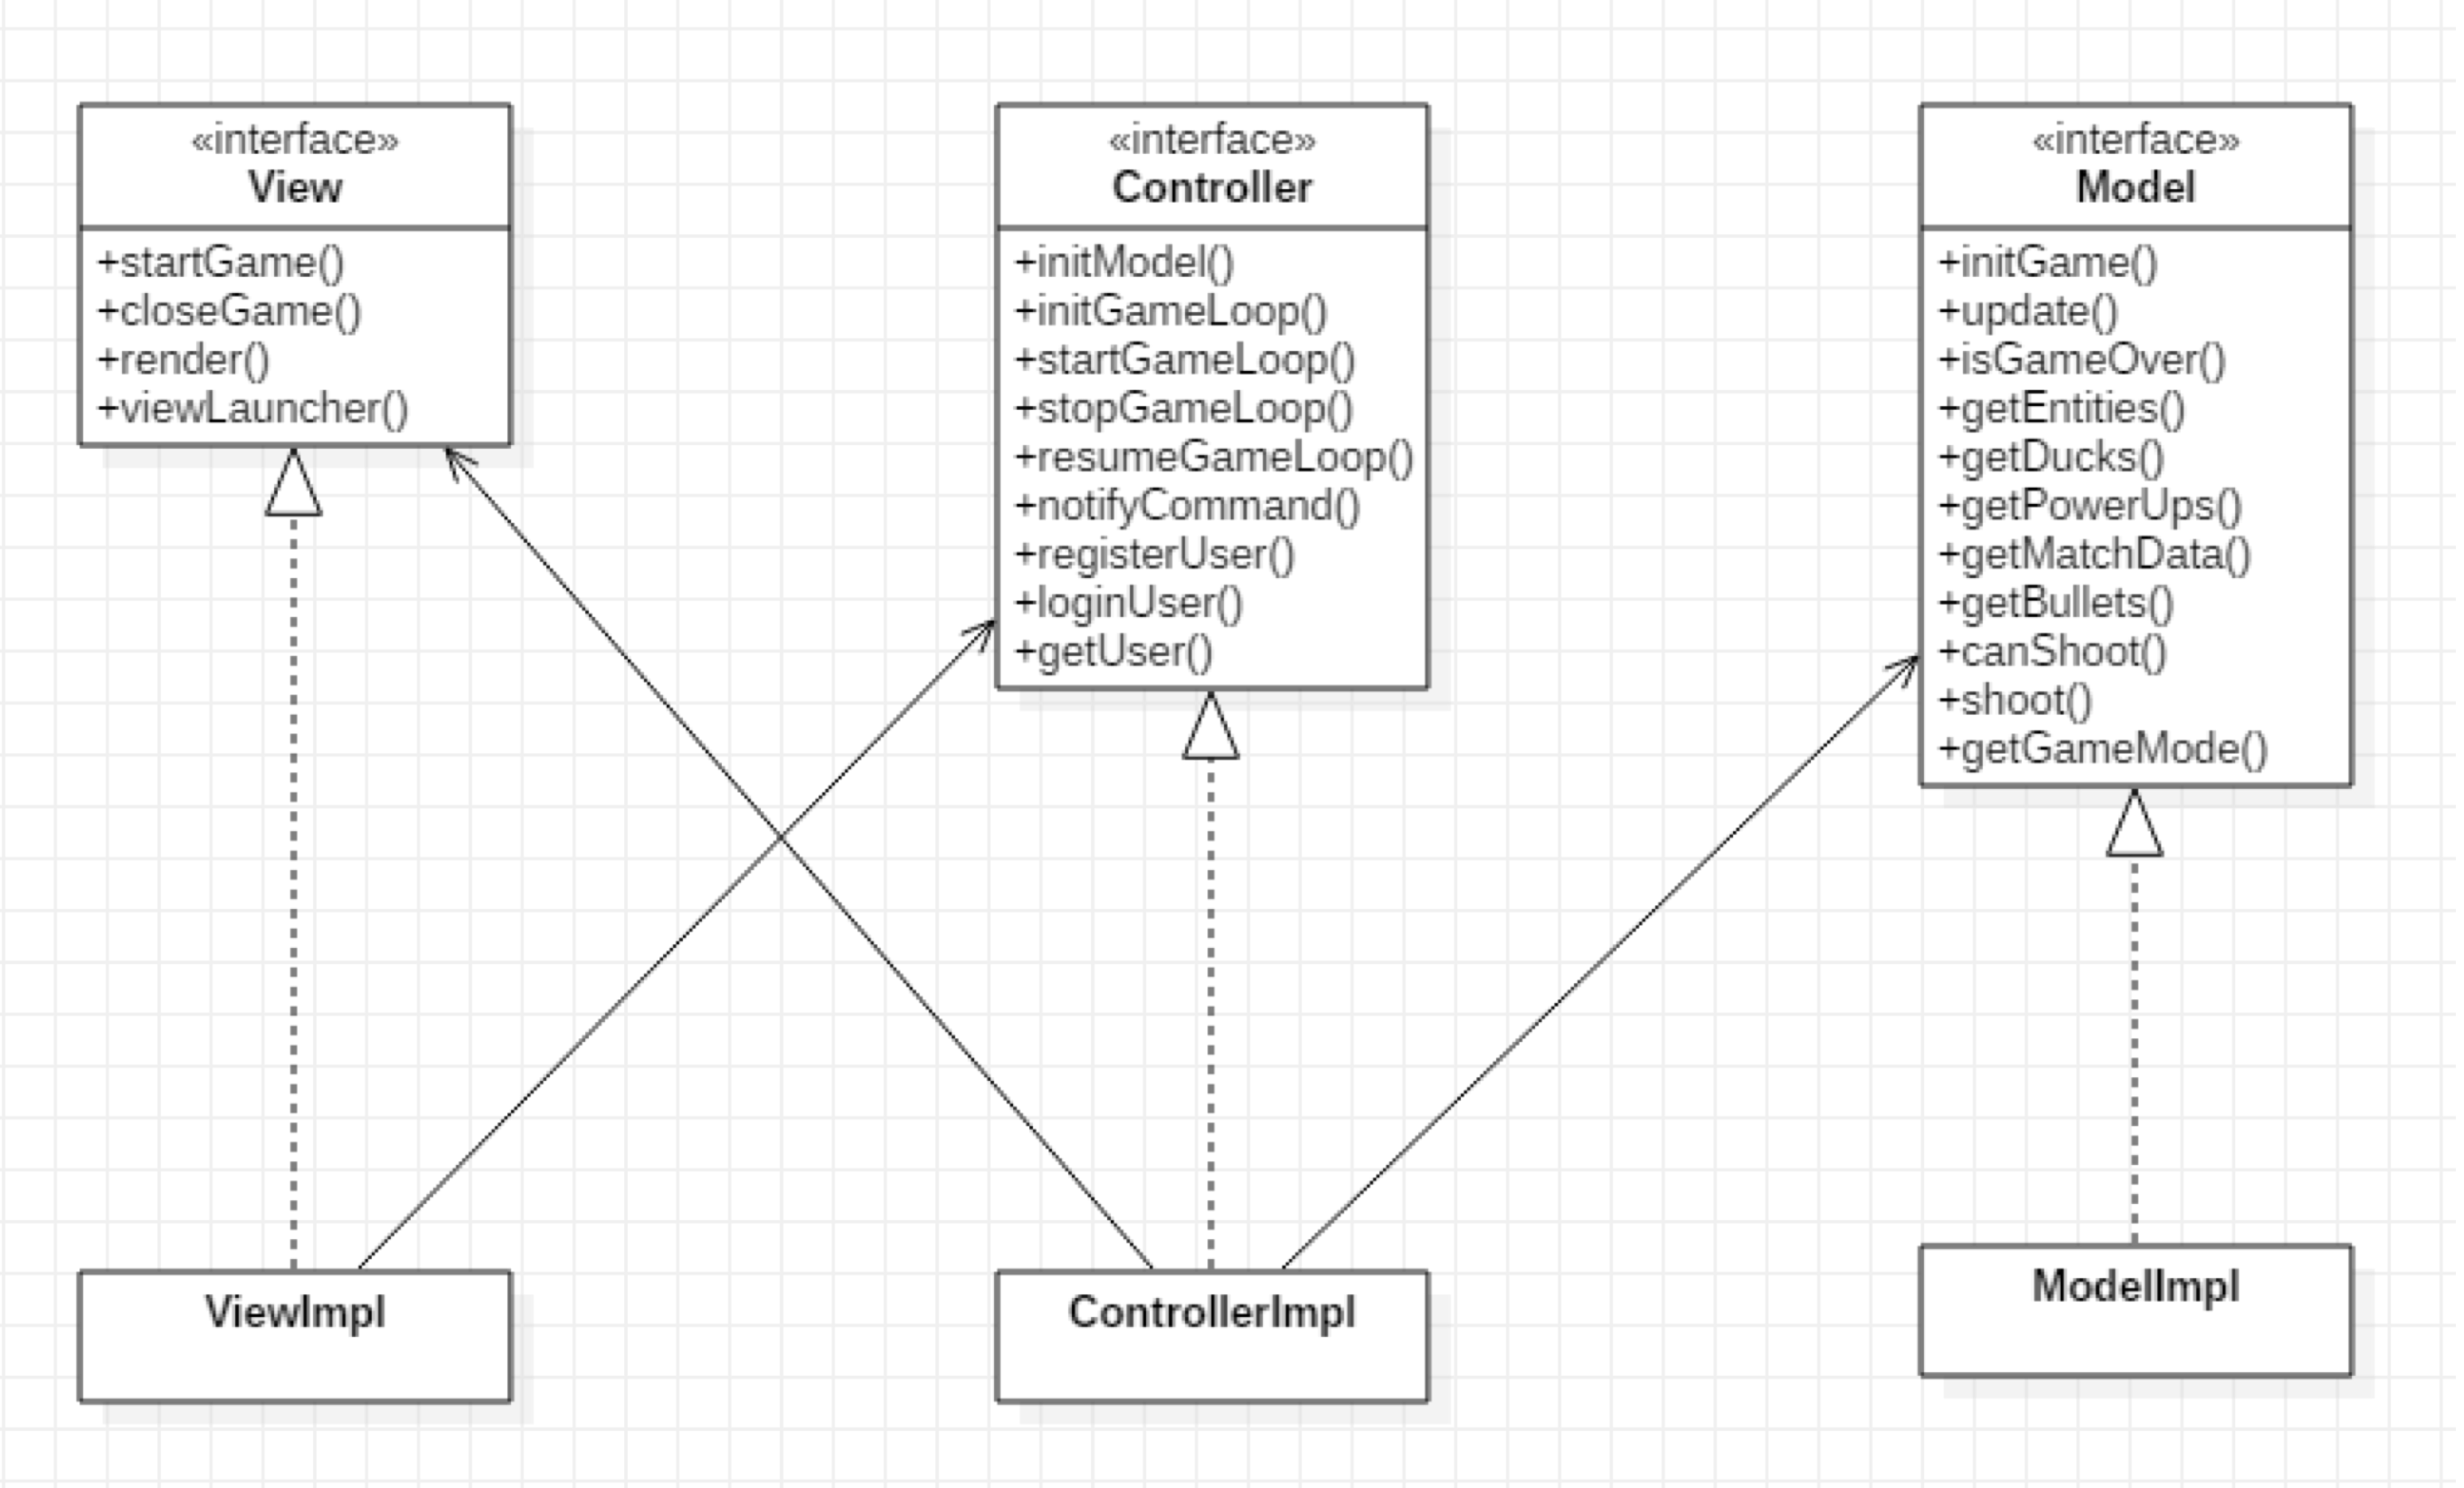 «interface»
View
+startGame()
+closeGame()
+render()
+viewLauncher()
«interface»
Controller
+initModel()
+initGameLoop()
+startGameLoop()
+stopGameLoop()
+resumeGameLoop()
+notifyCommand()
+registerUser()
+loginUser()
+getUser()
«interface»
Model
+initGame()
+update()
+isGameOver()
+getEntities()
+getDucks()
+getPowerUps()
+getMatchData()
+getBullets()
+canShoot()
+shoot()
+getGameMode()
ViewImpl
ControllerImpl
ModelImpl